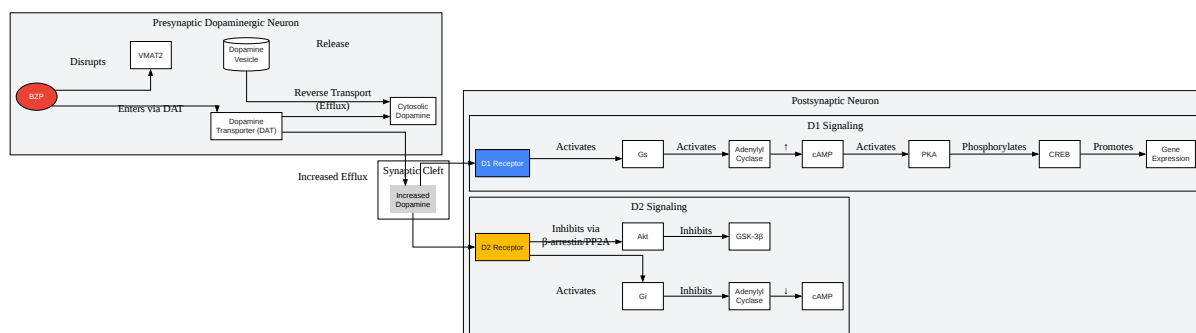 Presynaptic Dopaminergic Neuron
Disrupts
VMAT2
Dopamine
Vesicle
Release
BZP
Enters via DAT
Reverse Transport
(Efflux)
Cytosolic
Dopamine
Dopamine
Transporter (DAT)
Increased Efflux
Synaptic Cleft
Increased
Dopamine
Postsynaptic Neuron
D1 Signaling
D1 Receptor
Activates
Gs
Activates
Adenylyl
Cyclase
↑
cAMP
Activates
PKA
Phosphorylates
CREB
Promotes
Gene
Expression
D2 Signaling
D2 Receptor
Inhibits via
β-arrestin/PP2A
Akt
Inhibits
GSK-3β
Activates
Gi
Inhibits
Adenylyl
Cyclase
↓
cAMP